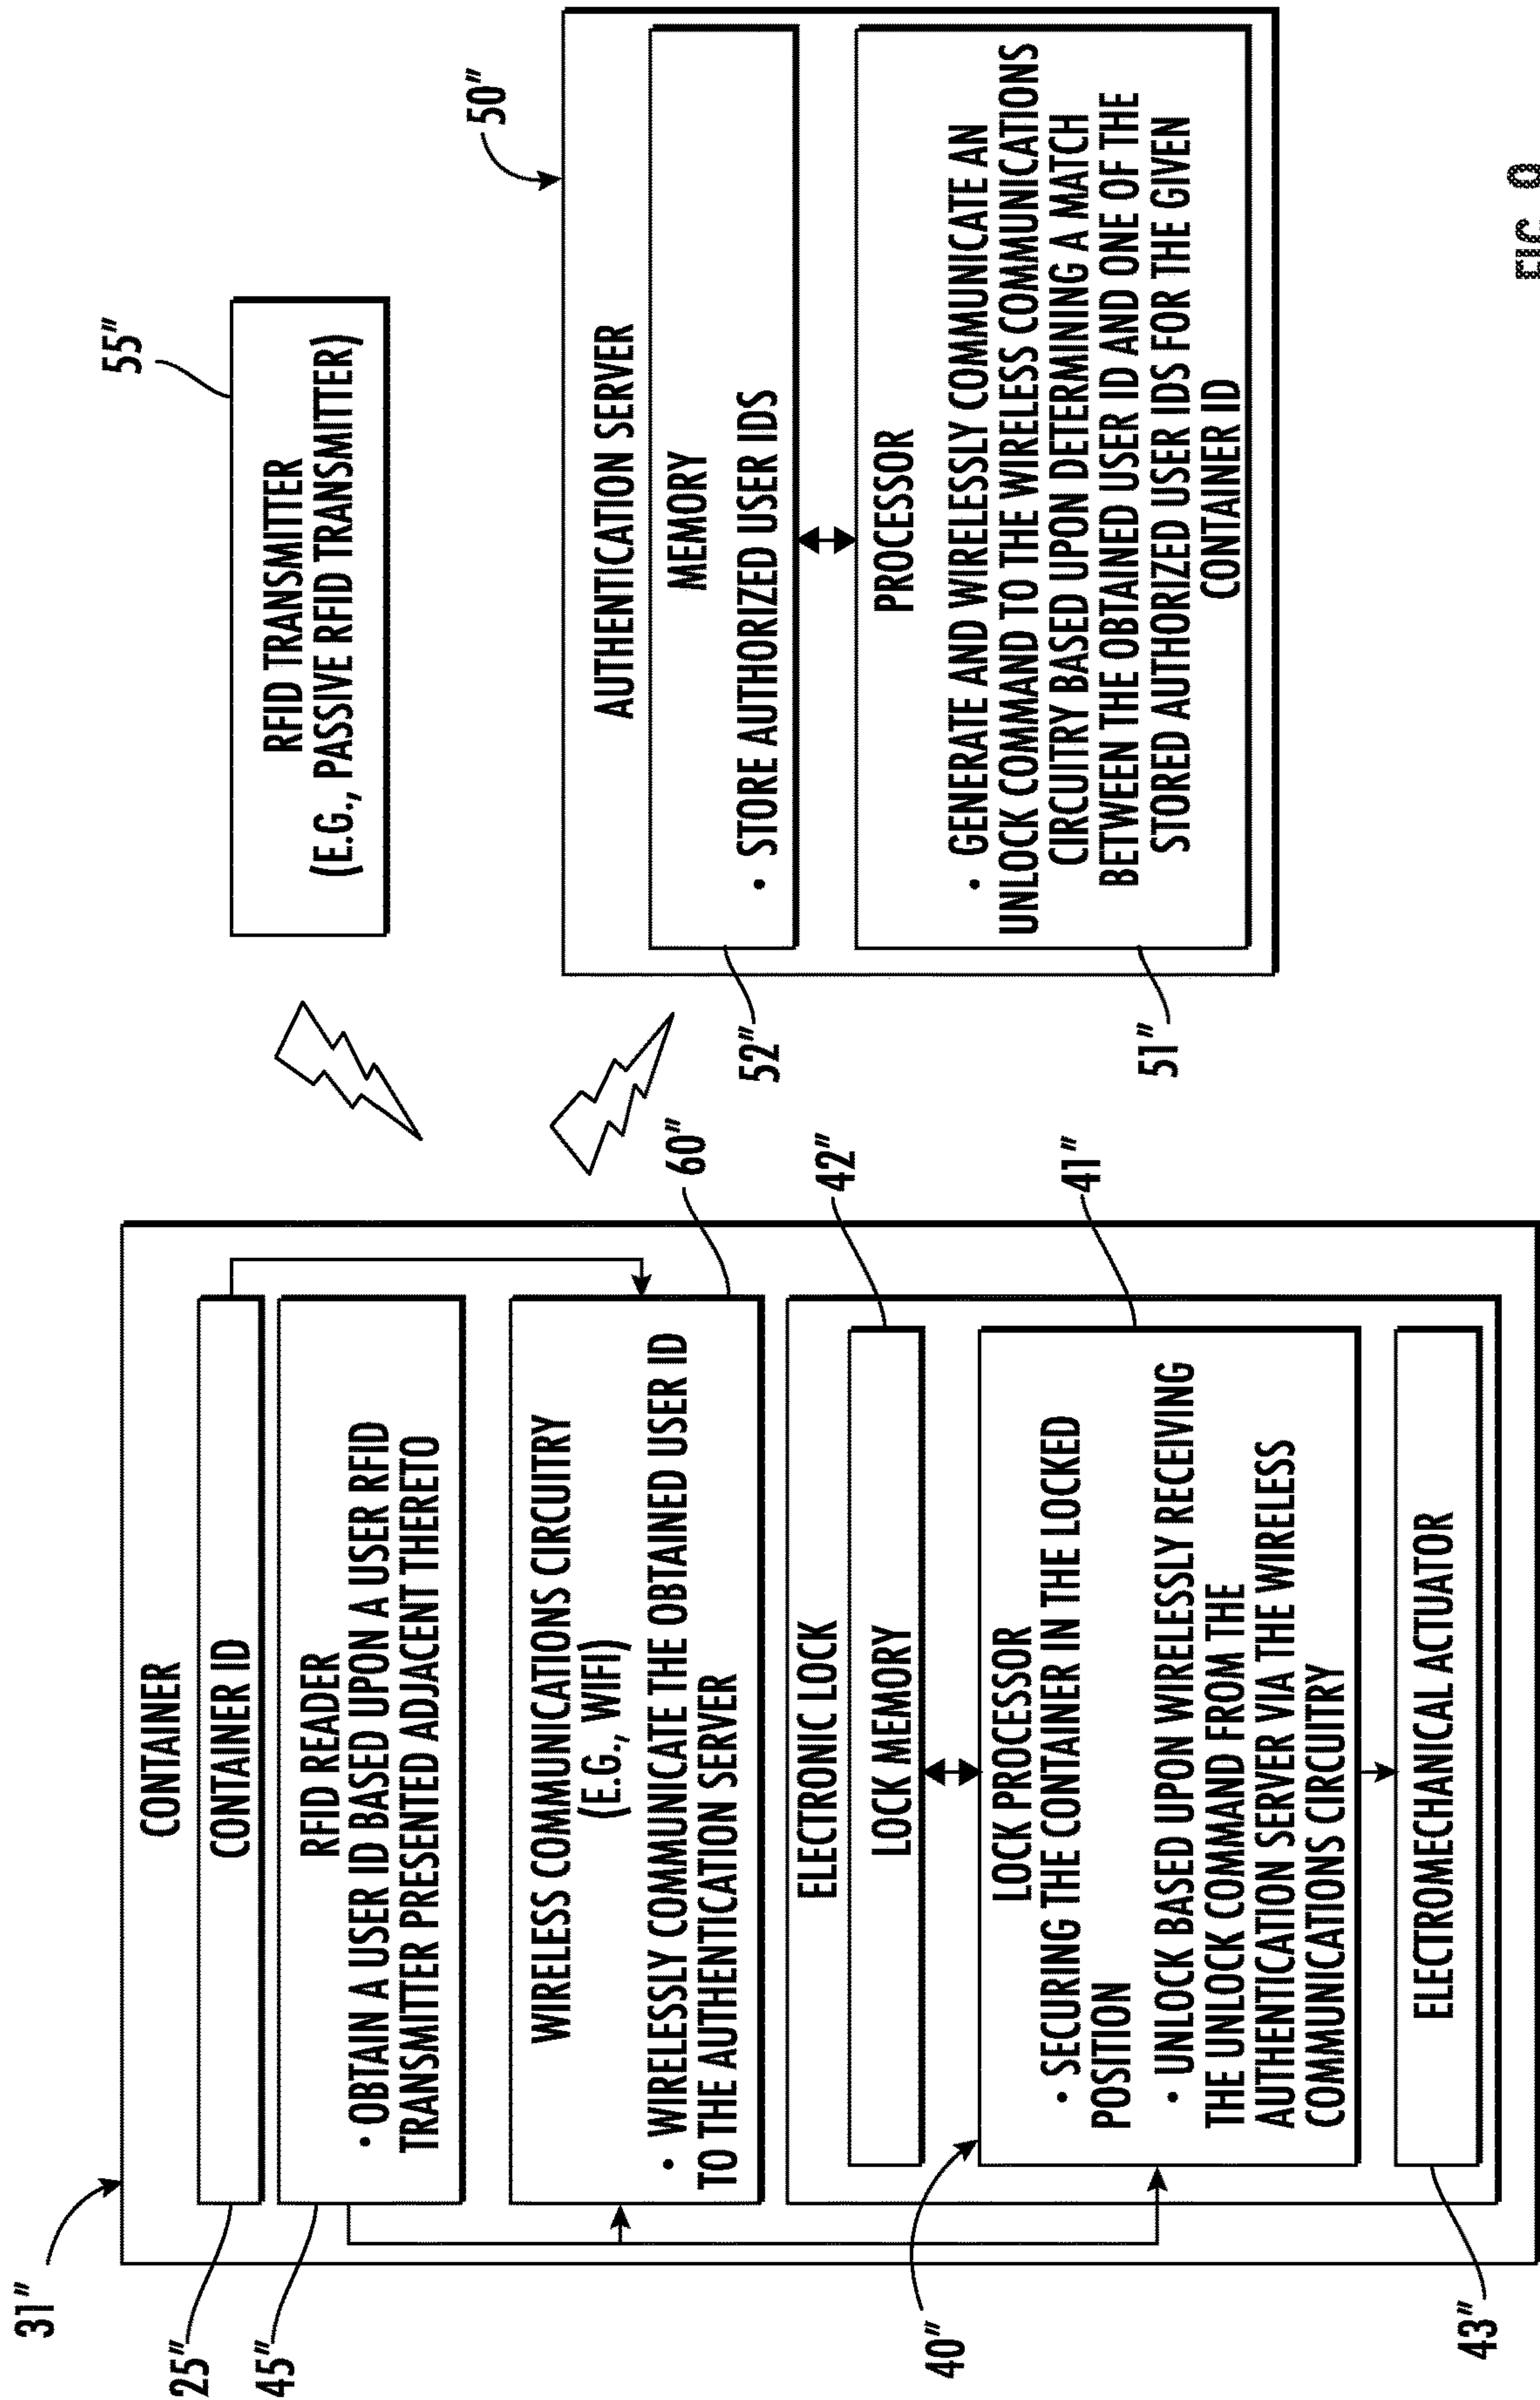 31″
CONTAINER
25″
CONTAINER ID
45″
RFID READER
• OBTAIN A USER ID BASED UPON A USER RFID
TRANSMITTER PRESENTED ADJACENT THERETO
WIRELESS COMMUNICATIONS CIRCUITRY
(E.G., WIFI)
• WIRELESSLY COMMUNICATE THE OBTAINED USER ID
TO THE AUTHENTICATION SERVER
60″
40″
ELECTRONIC LOCK
LOCK MEMORY
42″
LOCK PROCESSOR
• SECURING THE CONTAINER IN THE LOCKED
POSITION
• UNLOCK BASED UPON WIRELESSLY RECEIVING
THE UNLOCK COMMAND FROM THE
AUTHENTICATION SERVER VIA THE WIRELESS
COMMUNICATIONS CIRCUITRY
41″
ELECTROMECHANICAL ACTUATOR
43″
55″
RFID TRANSMITTER
(E.G., PASSIVE RFID TRANSMITTER)
50″
AUTHENTICATION SERVER
MEMORY
• STORE AUTHORIZED USER IDS
52″
PROCESSOR
• GENERATE AND WIRELESSLY COMMUNICATE AN
UNLOCK COMMAND TO THE WIRELESS COMMUNICATIONS
CIRCUITRY BASED UPON DETERMINING A MATCH
BETWEEN THE OBTAINED USER ID AND ONE OF THE
STORED AUTHORIZED USER IDS FOR THE GIVEN
CONTAINER ID
51″
FIG.